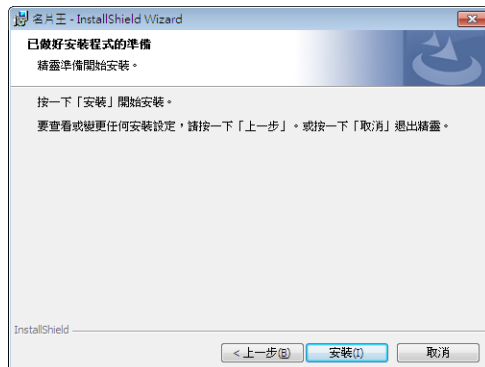 名片王 - InstallShield Wizard
已做好安裝程式的準備
精靈準備開始安裝。
按一下「安裝」開始安裝。
要查看或變更任何安裝設定，請按一下「上一步」。或按一下「取消」退出精靈。
InstallShield
< 上一步(B)
安裝(I)
取消